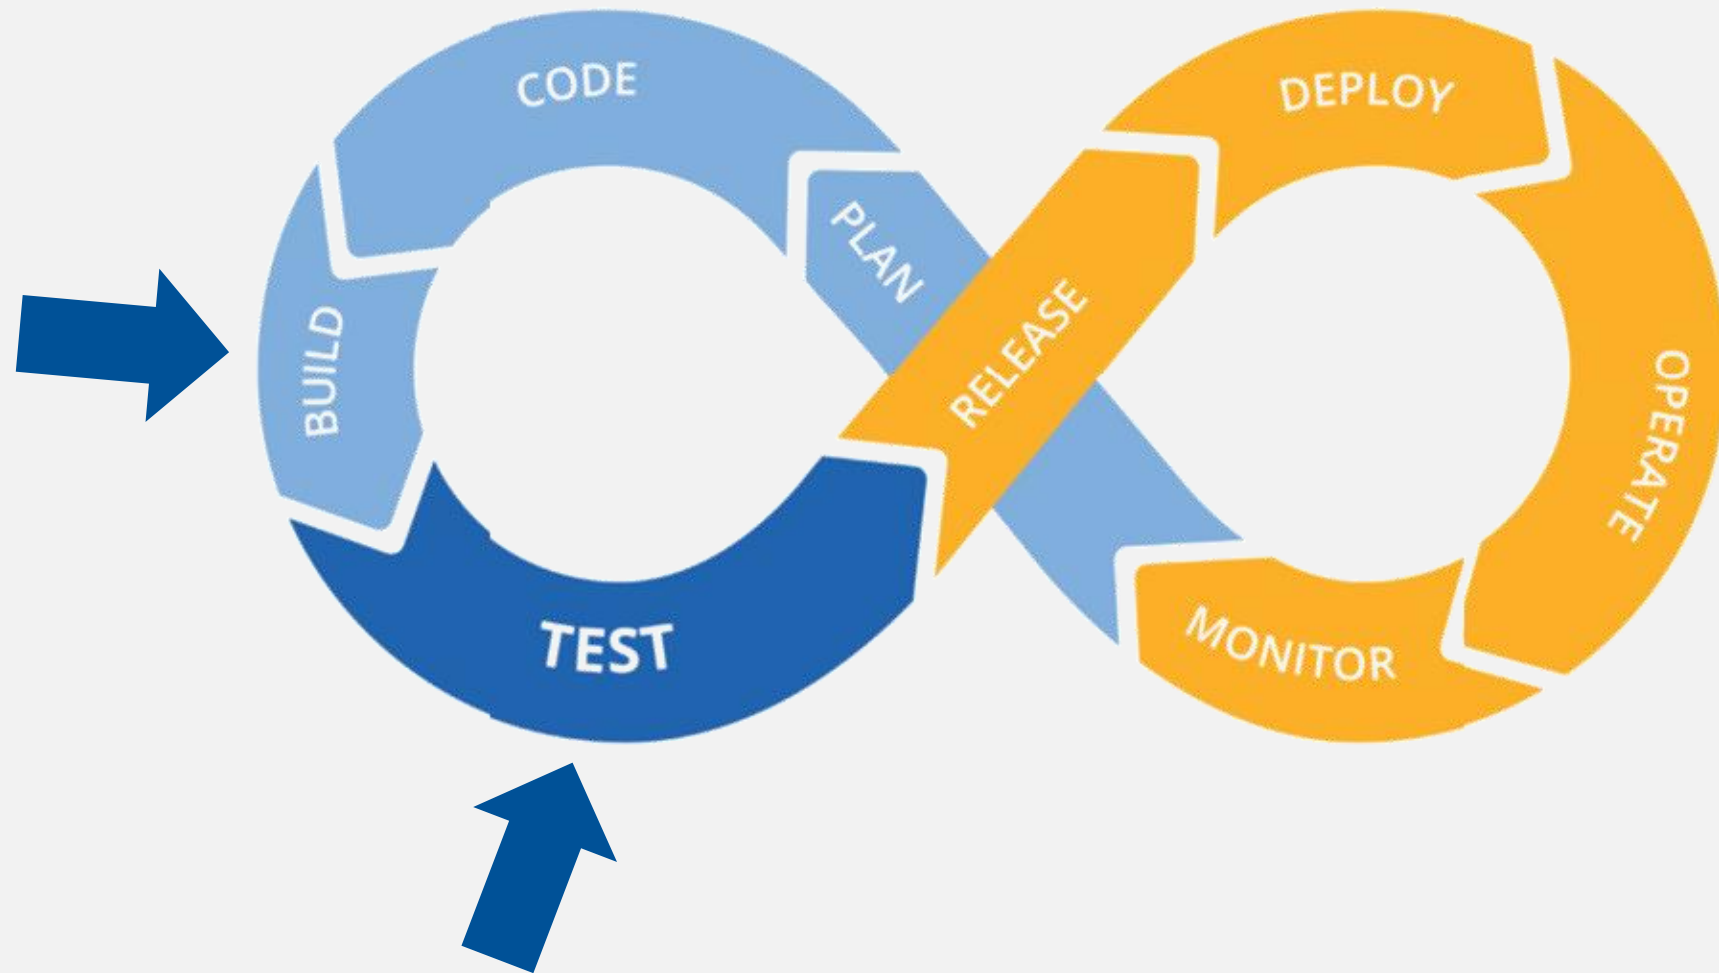 CODE
DEPLOY
PLAN
RELEASE
BUILD
OPERATE
TEST
MONITOR